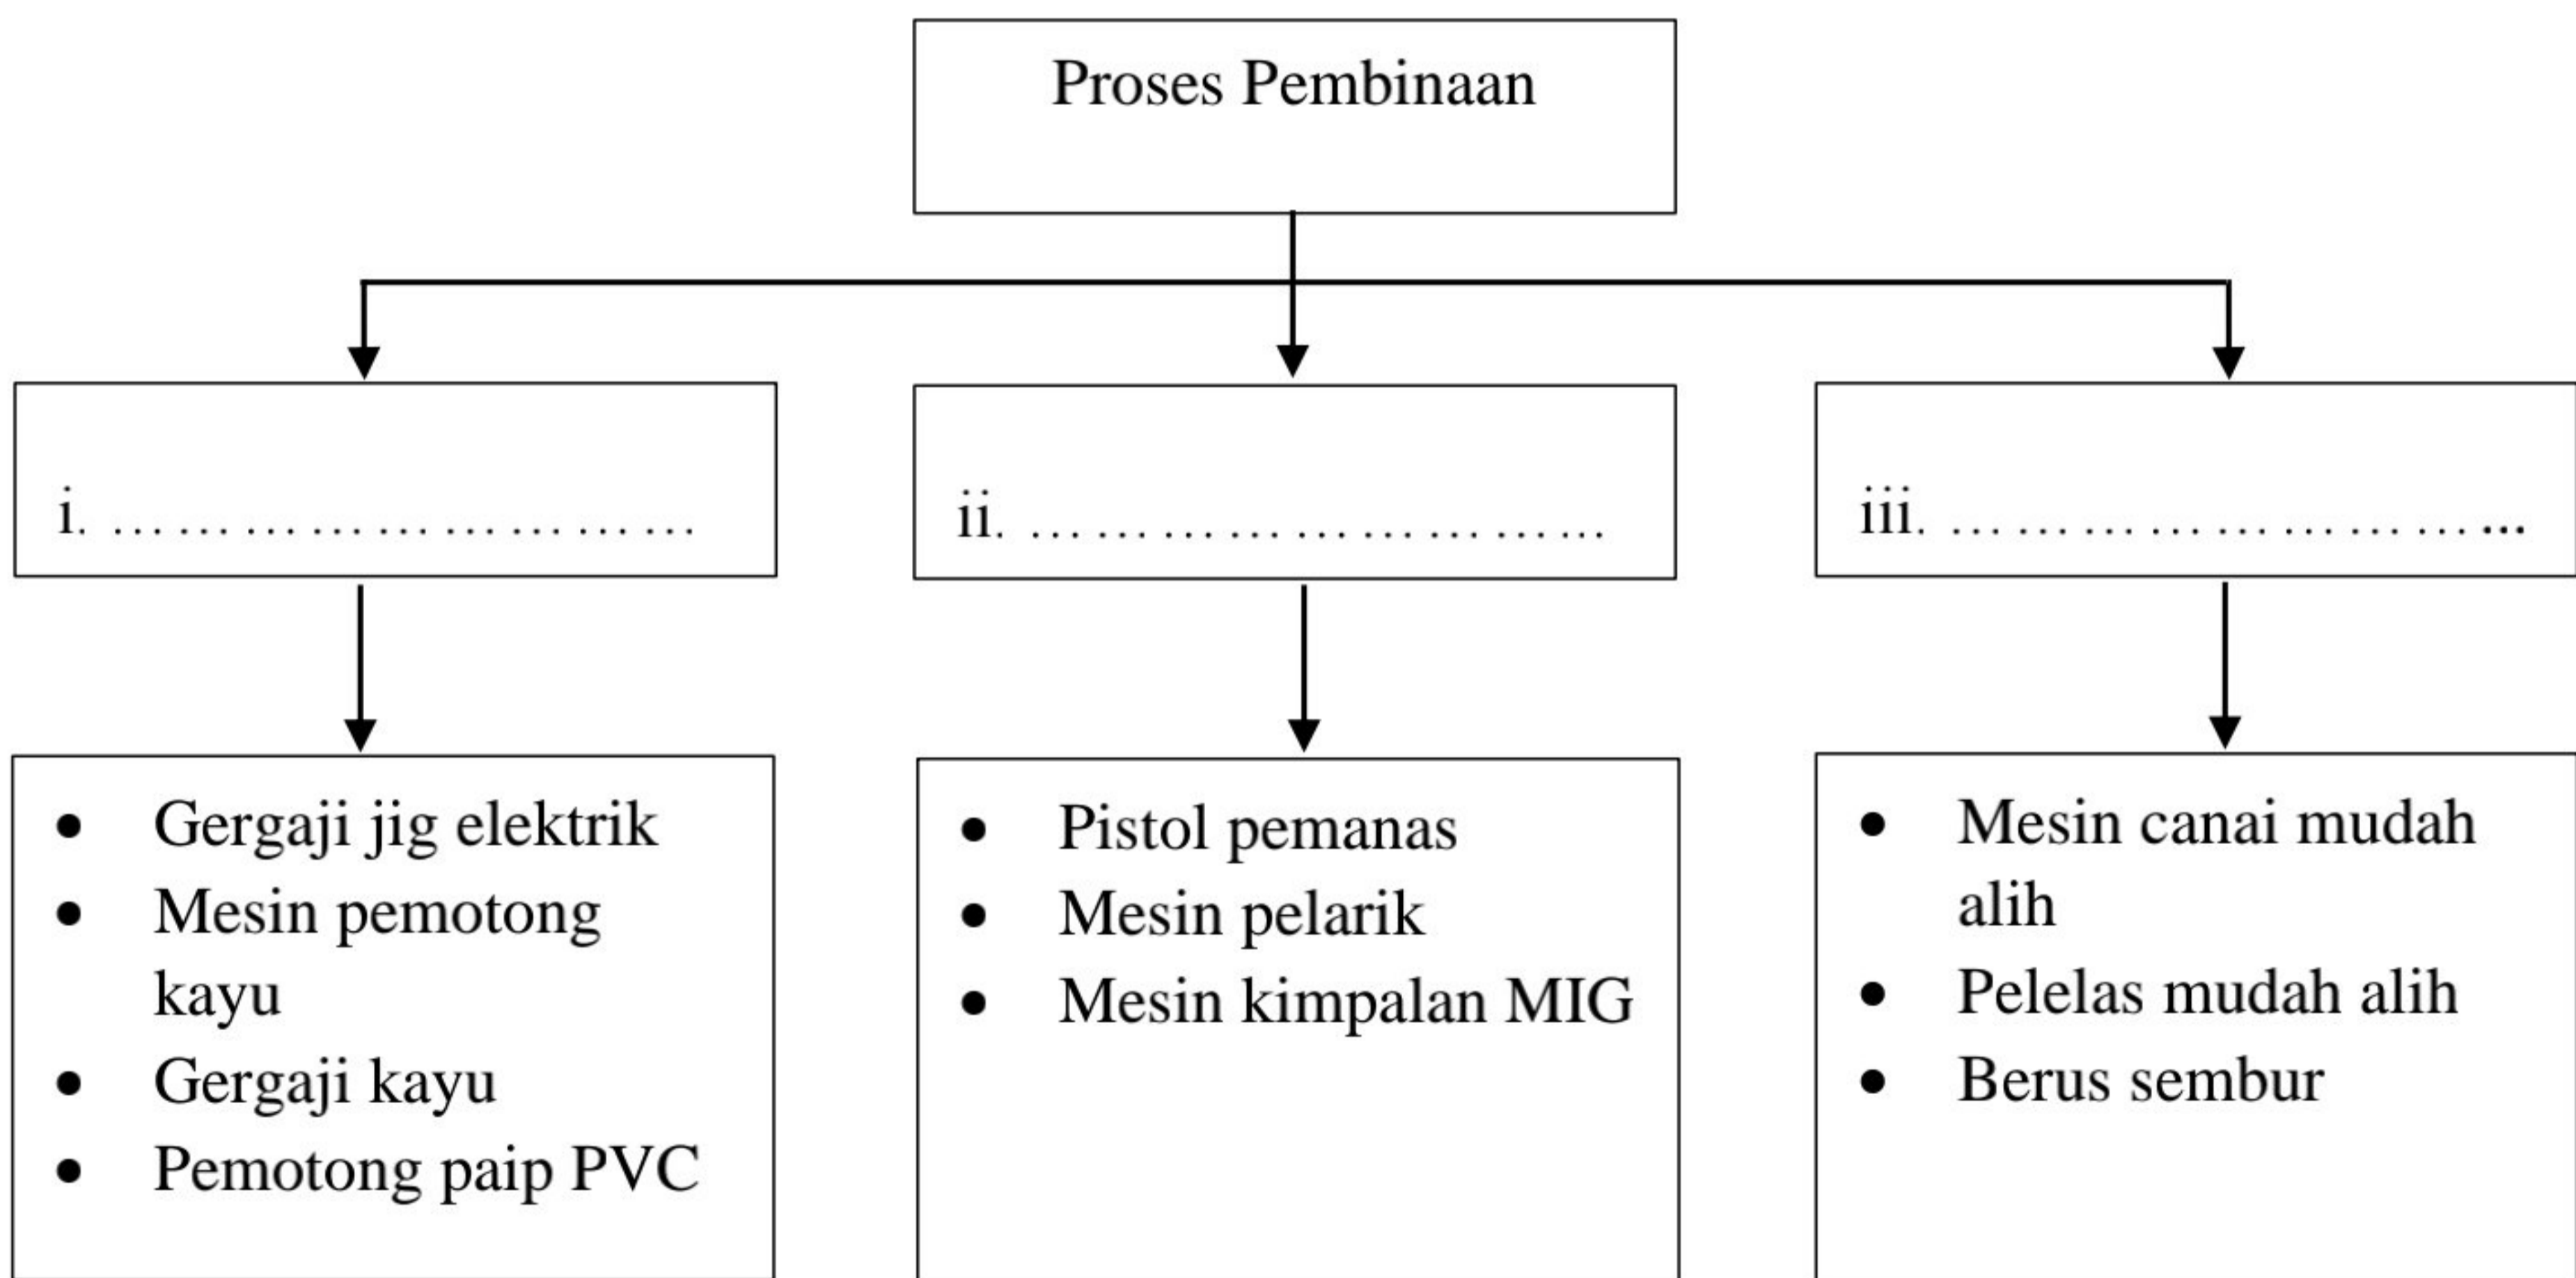 Proses Pembinaan
i. ……………………………
ii. ……………………………
iii. ……………………………
• Gergaji jig elektrik
• Mesin pemotong
kayu
• Gergaji kayu
• Pemotong paip PVC
• Pistol pemanas
• Mesin pelarik
• Mesin kimpalan MIG
• Mesin canai mudah
alih
• Pelelas mudah alih
• Berus sembur